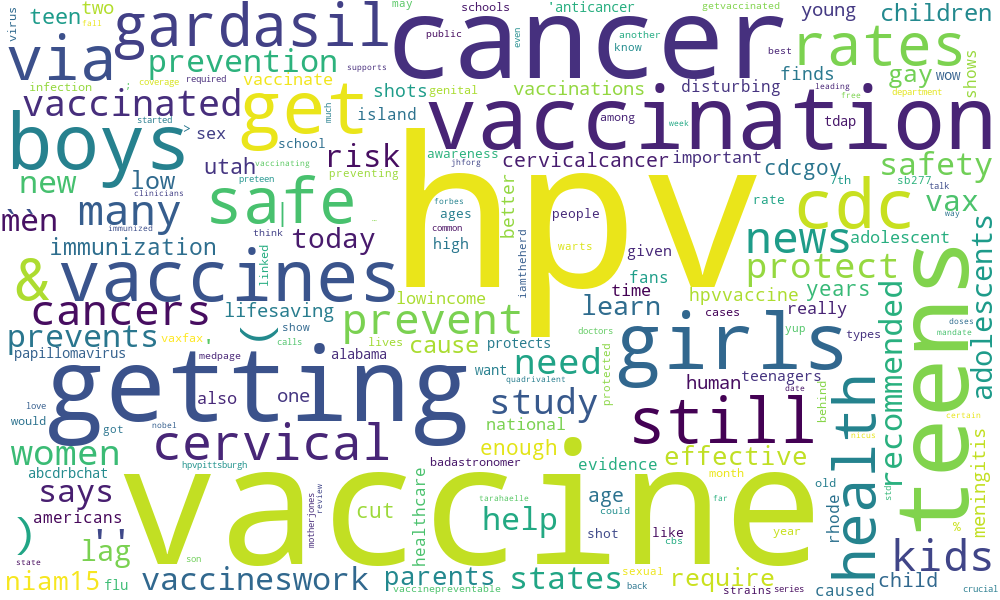 virus
teen
two
fall
gardasil
cancer
may
schools
'anticancer
getvaccinated
young
children
via
prevention
public
even
another
know
best
rates
shows
infection
coverage
required
;
vaccinate
supports
shots
genital
vaccinations
disturbing
finds
leading
free
gay
wow
department
vaccinated
get
much
island
vaccination
among
week
tdap
boys
started
>
sex
school
hpv
awareness
jhforg
cervicalcancer
important
cdcgov
7th
sb277
talk
way
safety
utah
vaccinating
risk
preventing
new
low
clinicians
preteen
safe
|
forbes
ages
common
better
people
rate
cdc
vax
mèn
many
immunized
think
today
high
iamtheherd
warts
given
news
adolescent
immunization
linked
&
vaccines
lowincome
fans
time
learn
protect
years
hpvvaccine
really
recommended
teens
adolescents
cancers
lifesaving
prevent
cases
types
yup
doses
mandate
prevents
vaxfax
'
)
show
calls
lives
cause
protects
doctors
girls
papillomavirus
medpage
alabama
getting
want
need
quadrivalent
protected
human
teenagers
date
behind
health
certain
love
would
also
one
got
nobel
study
still
micus
women
cervical
national
enough
effective
meningitis
abcdrbchat
hpvpittsburgh
badastronomer
evidence
month
old
std
says
vaccine
healthcare
tarahaelle
age
could
far
rhode
%
americans
motherjones
review
cut
help
shot
like
year
)
''
lag
cbs
kids
state
niam15
flu
son
vaccineswork
parents
vaccinepreventable
states
back
sexual
require
strains
series
caused
child
crucial